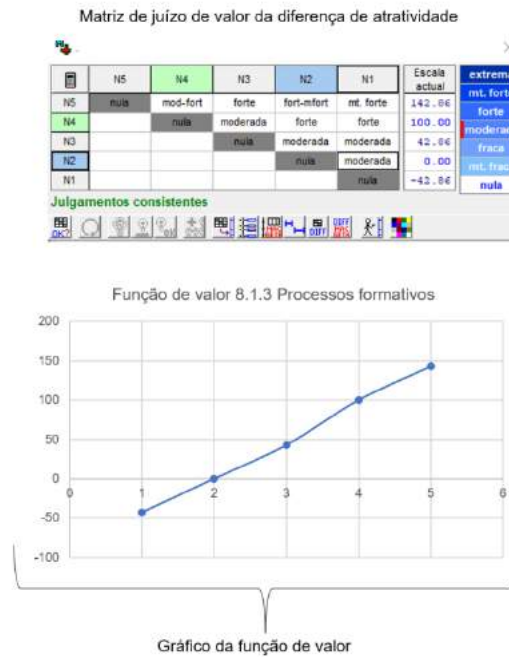 Matriz de juízo de valor da diferença de atratividade
N5 N4 N3 N2 N1 Escala actual
N5 nula mod-fort forte fort-mfort mt. forte 142.86
N4 nula moderada forte forte 100.00
N3 nula moderada moderada 42.86
N2 nula moderada 0.00
N1 nula -42.86
extrema
mt. forte
forte
moderada
fraca
mt. fraca
nula
Julgamentos consistentes
Função de valor 8.1.3 Processos formativos
200
150
100
50
0
-50
-100
0 1 2 3 4 5 6
Gráfico da função de valor